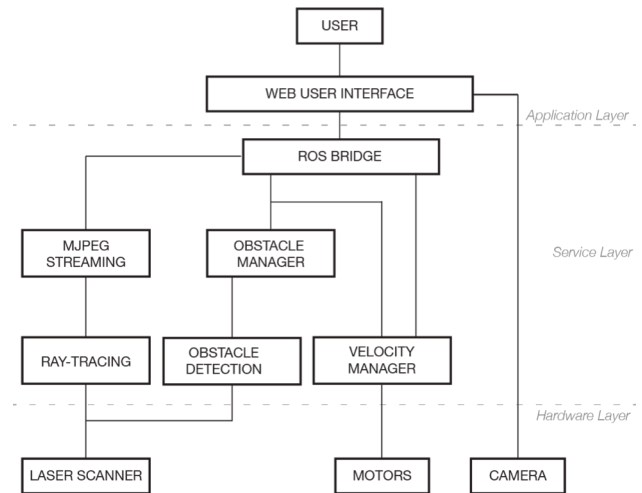 USER
WEB USER INTERFACE
Application Layer
ROS BRIDGE
MJPEG
STREAMING
OBSTACLE
MANAGER
Service Layer
RAY-TRACING
OBSTACLE
DETECTION
VELOCITY
MANAGER
Hardware Layer
LASER SCANNER
MOTORS
CAMERA